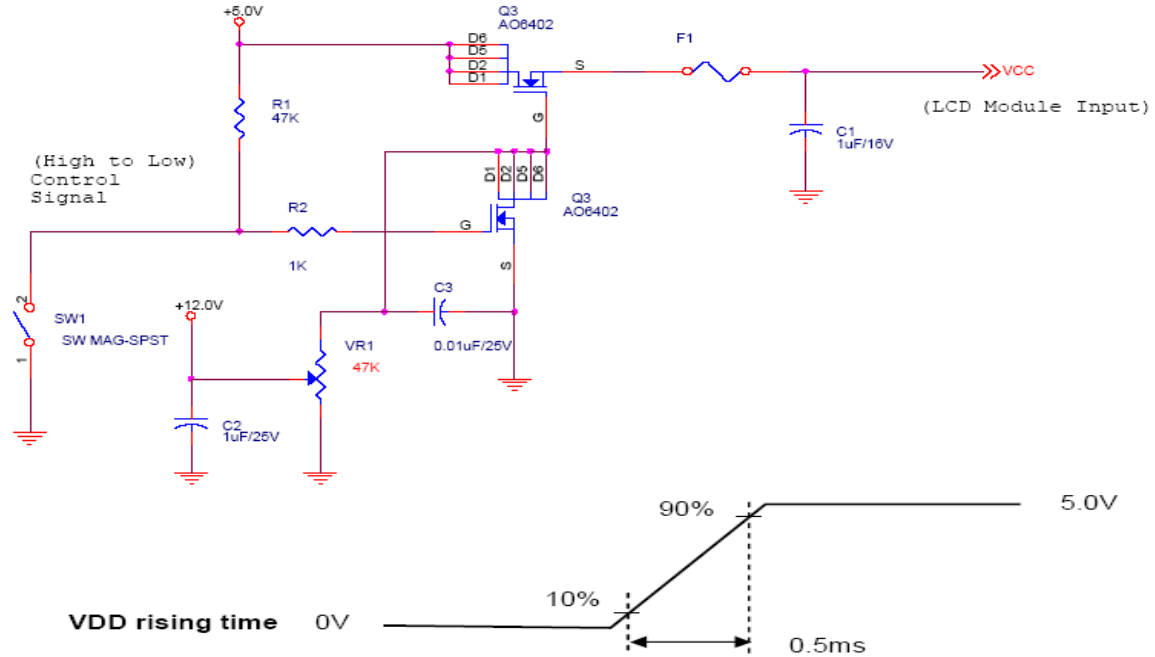 +5.0V
Q3
AO6402
D6
D5
D2
D1
S
G
F1
VCC
(LCD Module Input)
C1
1uF/16V
R1
47K
(High to Low)
Control
Signal
R2
1K
D1
D2
D5
D6
Q3
AO6402
G
S
2
SW1
SW MAG-SPST
1
+12.0V
C3
0.01uF/25V
VR1
47K
C2
1uF/25V
90%
5.0V
10%
VDD rising time 0V
0.5ms